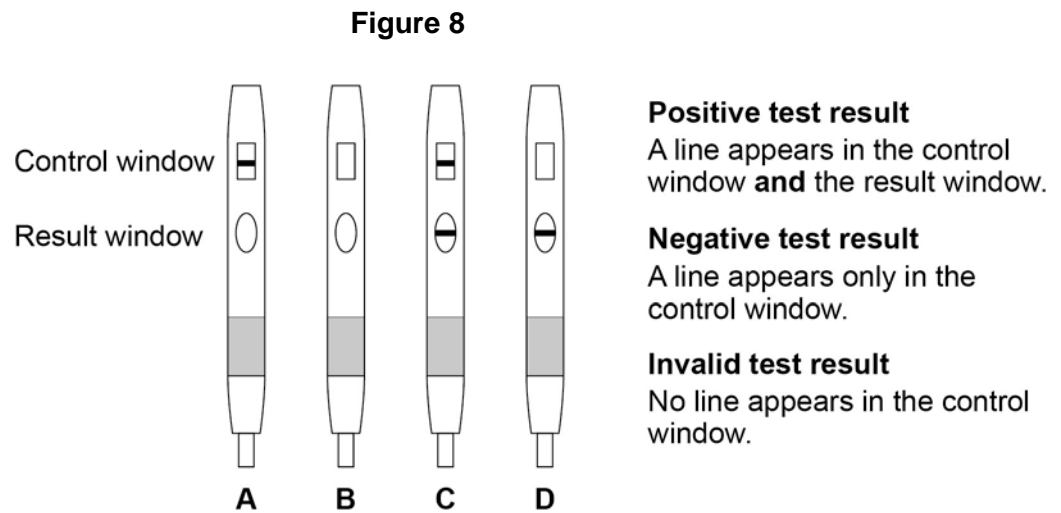 Figure 8
Control window
Result window
A B C D
Positive test result
A line appears in the control
window and the result window.
Negative test result
A line appears only in the
control window.
Invalid test result
No line appears in the control
window.